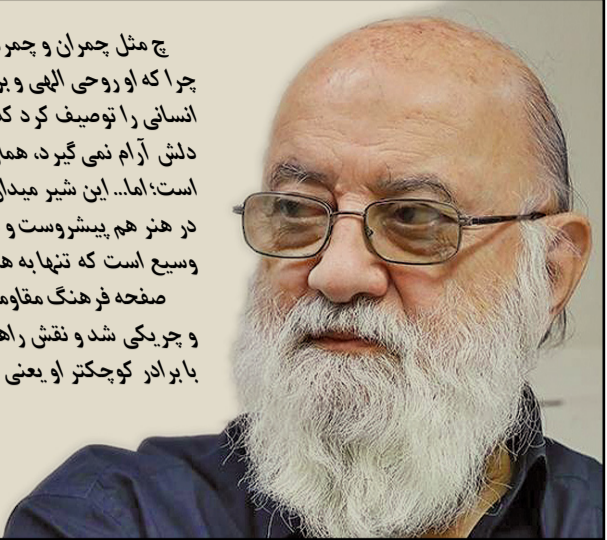 چ مثل چمران و چمر
چرا که او روحی الهی و بر
انسانی را توصیف کرد که
دلش آرام نمی گیرد، هما
است؛ اما... این شیر میدا
در هنر هم پیشروست و
وسیع است که تنها به ه
صفحه فرهنگ مقاوم
و چریکی شد و نقش راه
با برادر کوچکتر او یعنی